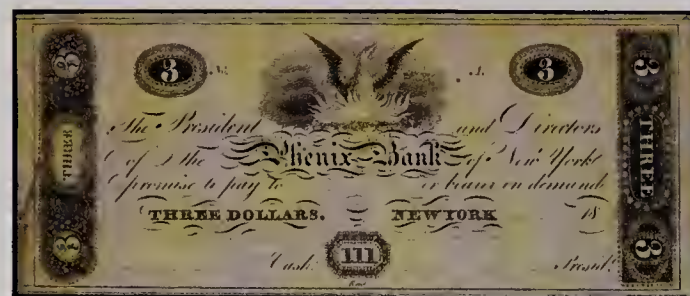 3 3
3 THREE 3
The President and Directors
of the Phenix Bank of New York
promise to pay to or bearer on demand
THREE DOLLARS. NEW YORK 18
Cash. III Presid.t
3 THREE 3